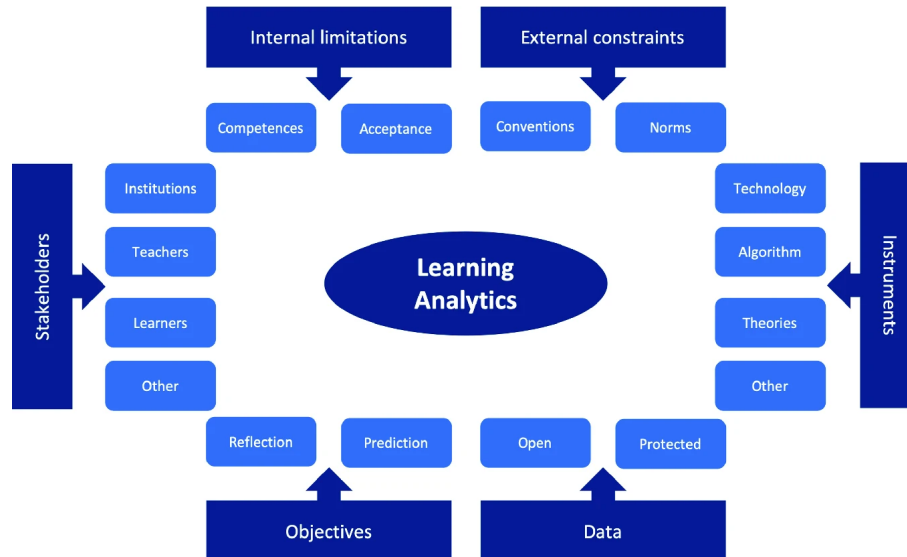 Internal limitations
External constraints
Competences
Acceptance
Conventions
Norms
Stakeholders
Institutions
Teachers
Learners
Other
Learning
Analytics
Technology
Algorithm
Theories
Other
Instruments
Reflection
Prediction
Open
Protected
Objectives
Data